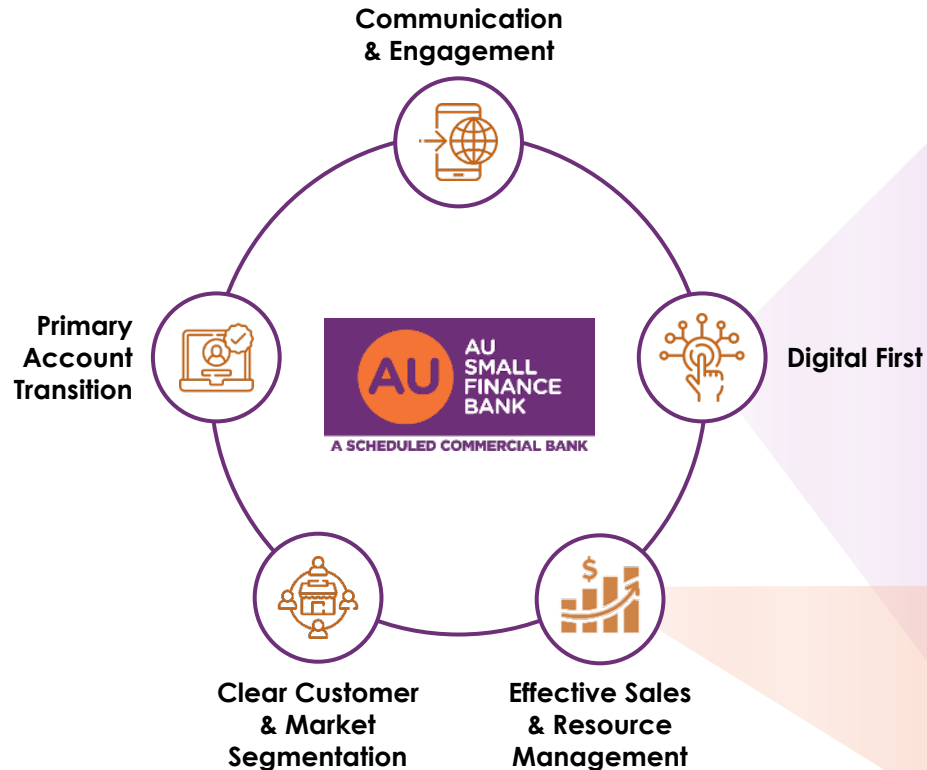 Communication
& Engagement
Primary
Account
Transition
AU
AU
SMALL
FINANCE
BANK
A SCHEDULED COMMERCIAL BANK
Digital First
$
Clear Customer
& Market
Segmentation
Effective Sales
& Resource
Management